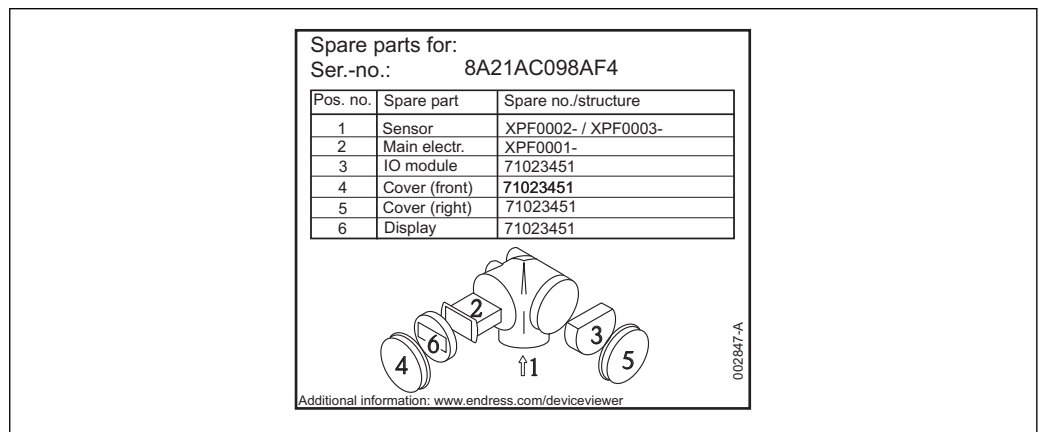 Spare parts for:
Ser.-no.: 8A21AC098AF4
Pos. no. Spare part Spare no./structure
1 Sensor XPF0002- / XPF0003-
2 Main electr. XPF0001-
3 IO module 71023451
4 Cover (front) 71023451
5 Cover (right) 71023451
6 Display 71023451
2
6
3
4
⇧1
5
002847-A
Additional information: www.endress.com/deviceviewer